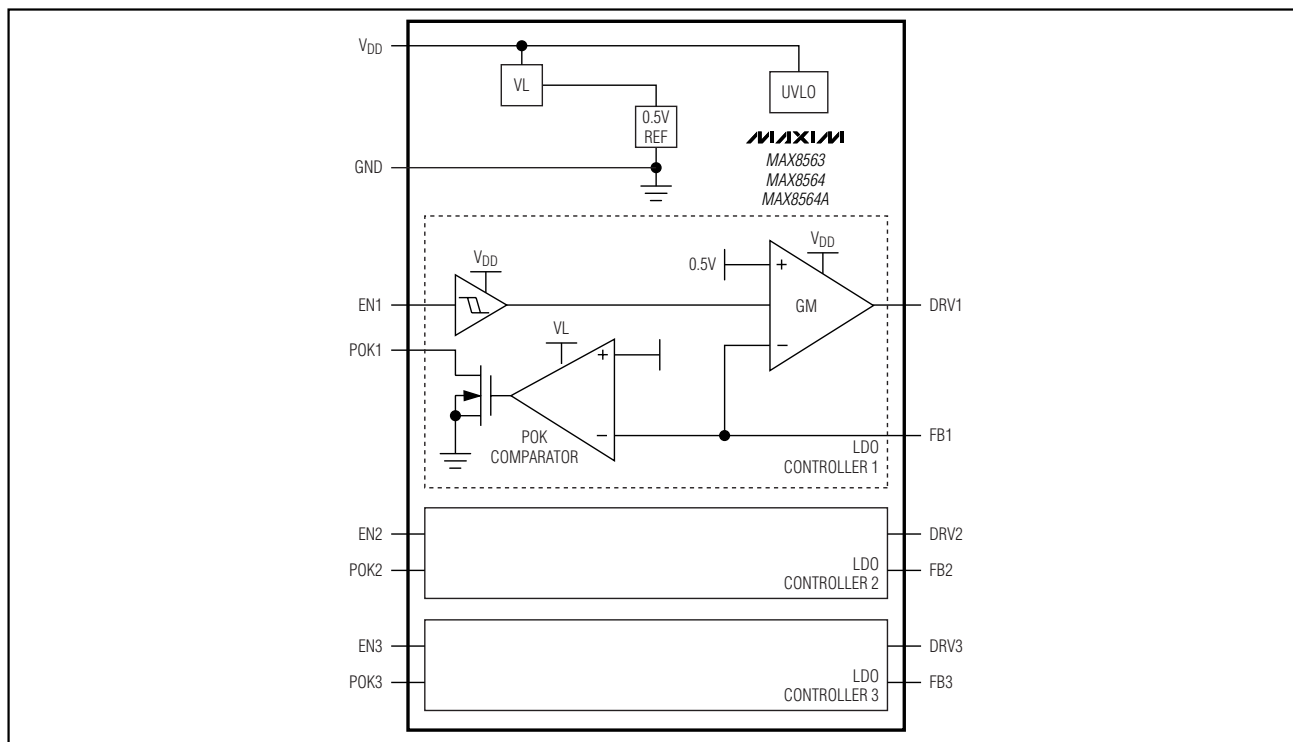 VDD
VL
UVLO
0.5V
REF
MAXIM
GND
MAX8563
MAX8564
MAX8564A
VDD
VDD
0.5V
+
EN1
GM
DRV1
POK1
VL
+
−
POK
COMPARATOR
−
FB1
LDO
CONTROLLER 1
EN2
DRV2
POK2
LDO
CONTROLLER 2
FB2
EN3
DRV3
POK3
LDO
CONTROLLER 3
FB3